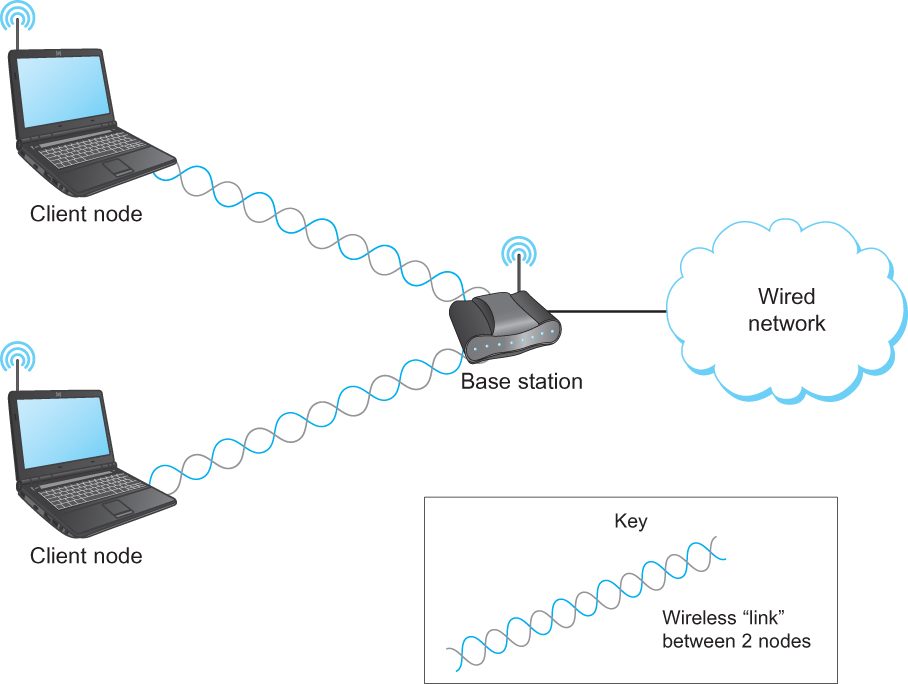 Client node
Base station
Wired
network
Client node
Key
Wireless “link”
between 2 nodes